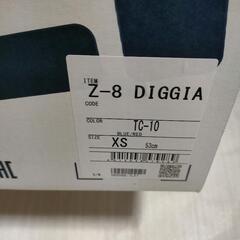 ITEM
Z-8 DIGGIA
CODE
COLOR
TC-10
BLUE/RED
SIZE
XS
53cm
S/N